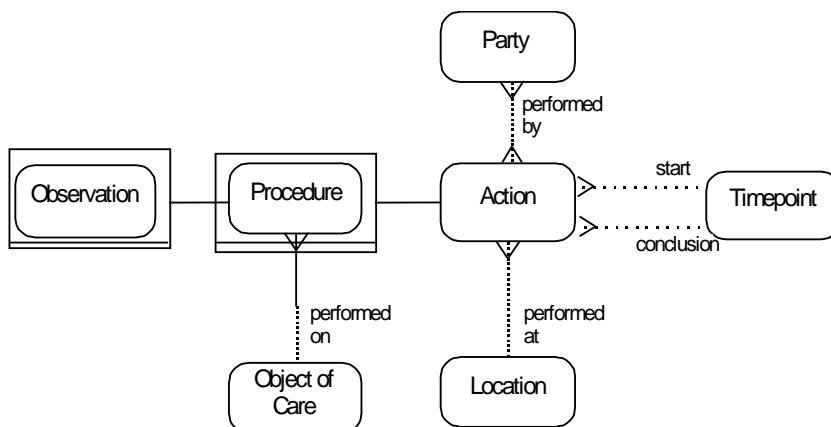 Party
performed
by
Observation
Procedure
Action
start
Timepoint
conclusion
performed
on
performed
at
Object of
Care
Location